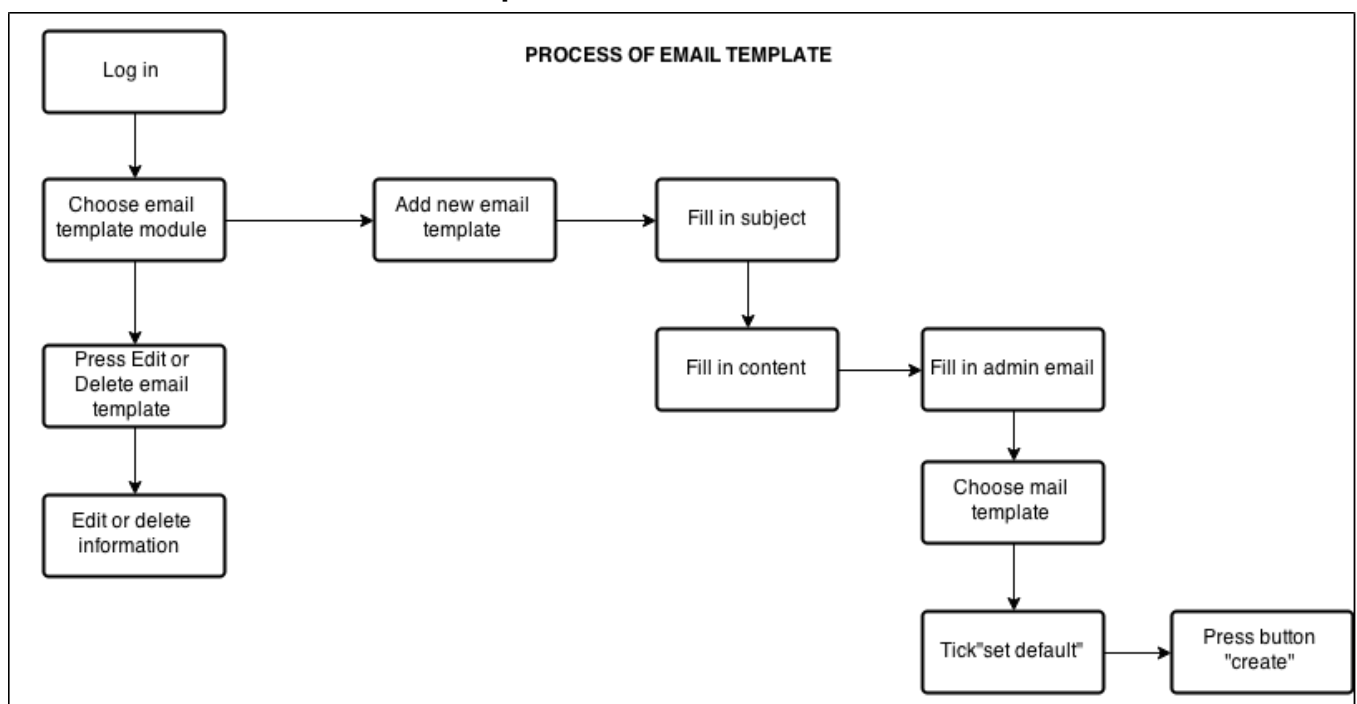 PROCESS OF EMAIL TEMPLATE
Log in
Choose email
template module
Add new email
template
Fill in subject
Press Edit or
Delete email
template
Fill in content
Fill in admin email
Edit or delete
information
Choose mail
template
Tick"set default"
Press button
"create"